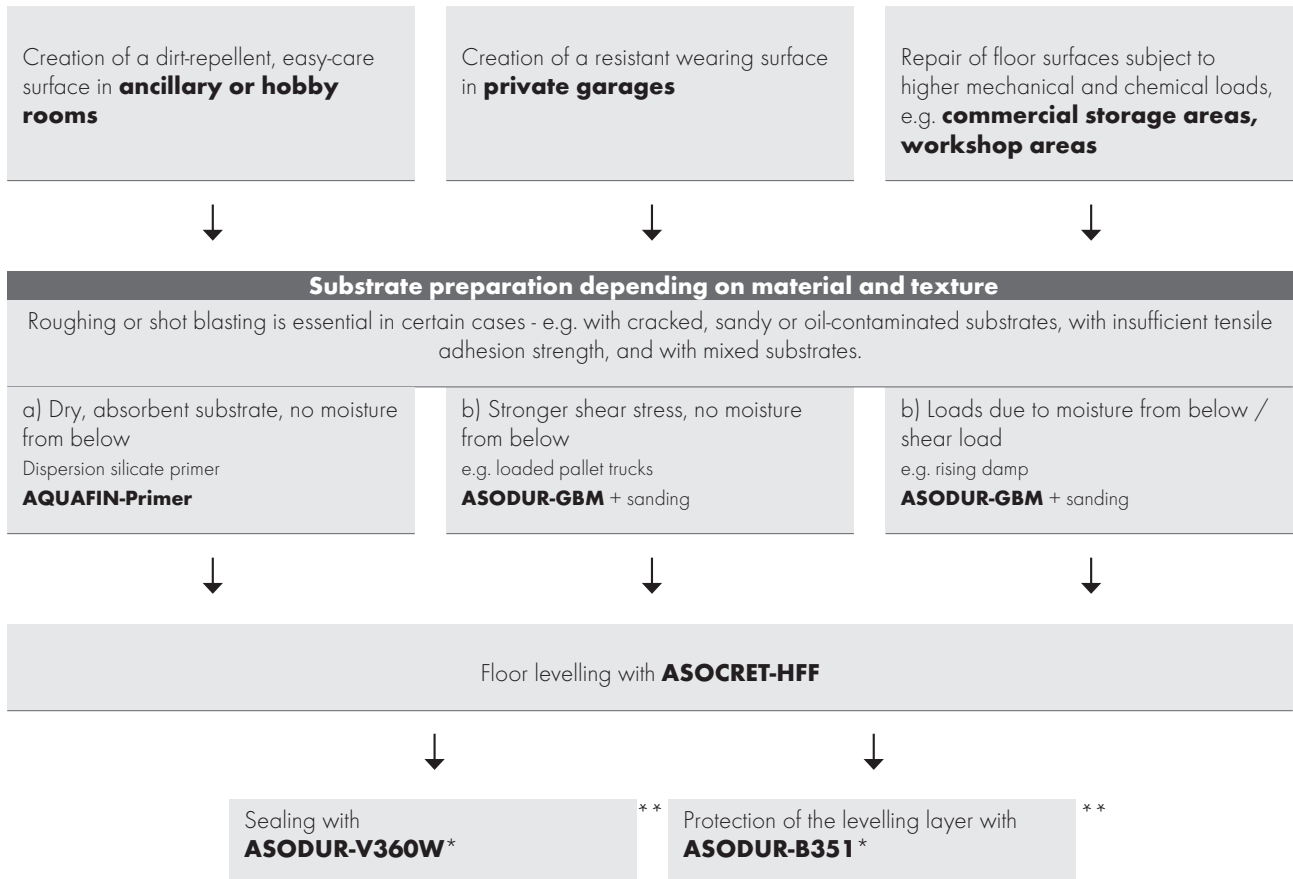 Creation of a dirt-repellent, easy-care
surface in ancillary or hobby
rooms
Creation of a resistant wearing surface
in private garages
Repair of floor surfaces subject to
higher mechanical and chemical loads,
e.g. commercial storage areas,
workshop areas
Substrate preparation depending on material and texture
Roughing or shot blasting is essential in certain cases - e.g. with cracked, sandy or oil-contaminated substrates, with insufficient tensile
adhesion strength, and with mixed substrates.
a) Dry, absorbent substrate, no moisture
from below
Dispersion silicate primer
AQUAFIN-Primer
b) Stronger shear stress, no moisture
from below
e.g. loaded pallet trucks
ASODUR-GBM + sanding
b) Loads due to moisture from below /
shear load
e.g. rising damp
ASODUR-GBM + sanding
Floor levelling with ASOCRET-HFF
Sealing with
ASODUR-V360W*
**
Protection of the levelling layer with
ASODUR-B351*
**